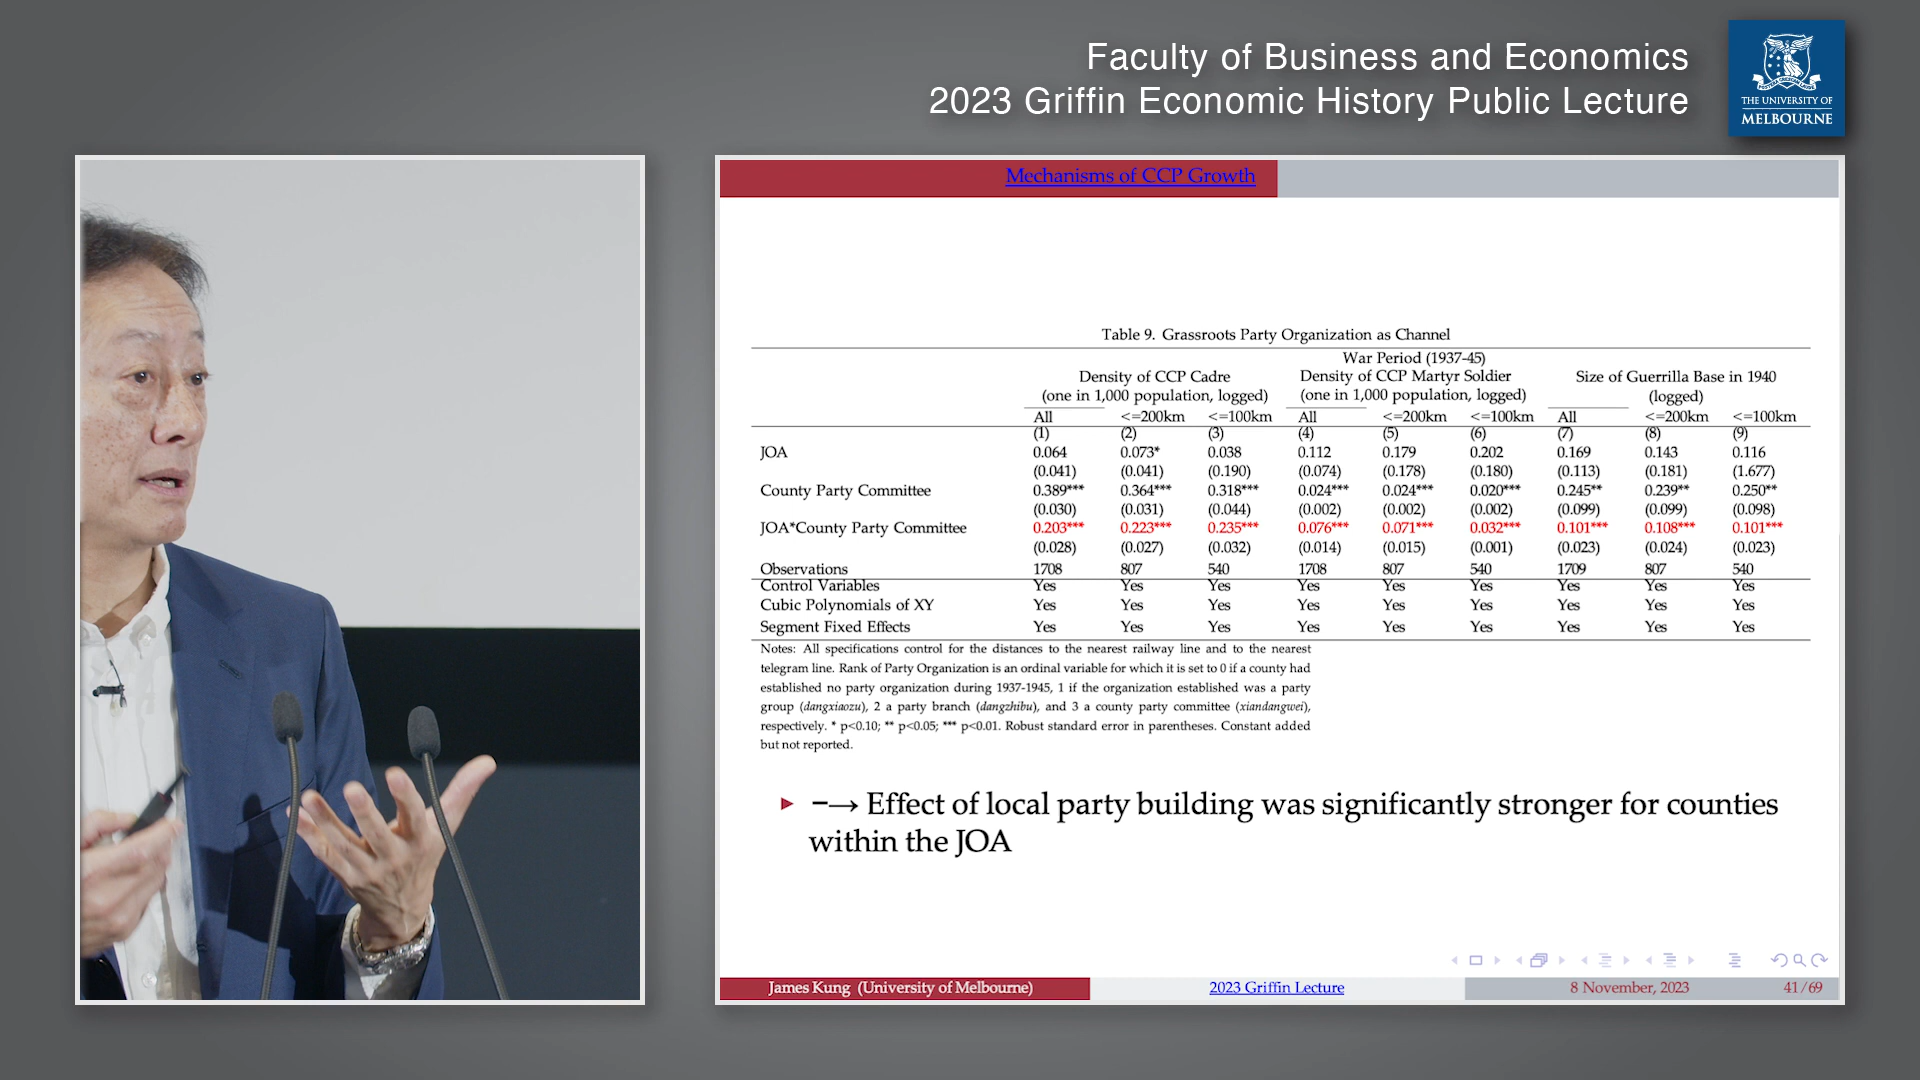 Faculty of Business and Economics
2023 Griffin Economic History Public Lecture
THE UNIVERSITY OF
MELBOURNE
Mechanisms of CCP Growth
Table 9. Grassroots Party Organization as Channel
War Period (1937-45)
Density of CCP Cadre Density of CCP Martyr Soldier Size of Guerrilla Base in 1940
(one in 1,000 population, logged) (one in 1,000 population, logged) (logged)
All <=200km <=100km All <=200km <=100km All <=200km <=100km
(1) (2) (3) (4) (5) (6) (7) (8) (9)
JOA 0.064 0.073* 0.038 0.112 0.179 0.202 0.169 0.143 0.116
(0.041) (0.041) (0.190) (0.074) (0.178) (0.180) (0.113) (0.181) (1.677)
County Party Committee 0.389*** 0.364*** 0.318*** 0.024*** 0.024*** 0.020*** 0.245** 0.239** 0.250**
(0.030) (0.031) (0.044) (0.002) (0.002) (0.002) (0.099) (0.099) (0.098)
JOA*County Party Committee 0.203*** 0.223*** 0.235*** 0.076*** 0.071*** 0.032*** 0.101*** 0.108*** 0.101***
(0.028) (0.027) (0.032) (0.014) (0.015) (0.001) (0.023) (0.024) (0.023)
Observations 1708 807 540 1708 807 540 1709 807 540
Control Variables Yes Yes Yes Yes Yes Yes Yes Yes Yes
Cubic Polynomials of XY Yes Yes Yes Yes Yes Yes Yes Yes Yes
Segment Fixed Effects Yes Yes Yes Yes Yes Yes Yes Yes Yes
Notes: All specifications control for the distances to the nearest railway line and to the nearest
telegram line. Rank of Party Organization is an ordinal variable for which it is set to 0 if a county had
established no party organization during 1937-1945, 1 if the organization established was a party
group (dangxiaozu), 2 a party branch (dangzhibu), and 3 a county party committee (xiandangwei),
respectively. * p<0.10; ** p<0.05; *** p<0.01. Robust standard error in parentheses. Constant added
but not reported.
−→ Effect of local party building was significantly stronger for counties
within the JOA
James Kung (University of Melbourne) 2023 Griffin Lecture 8 November, 2023 41/69